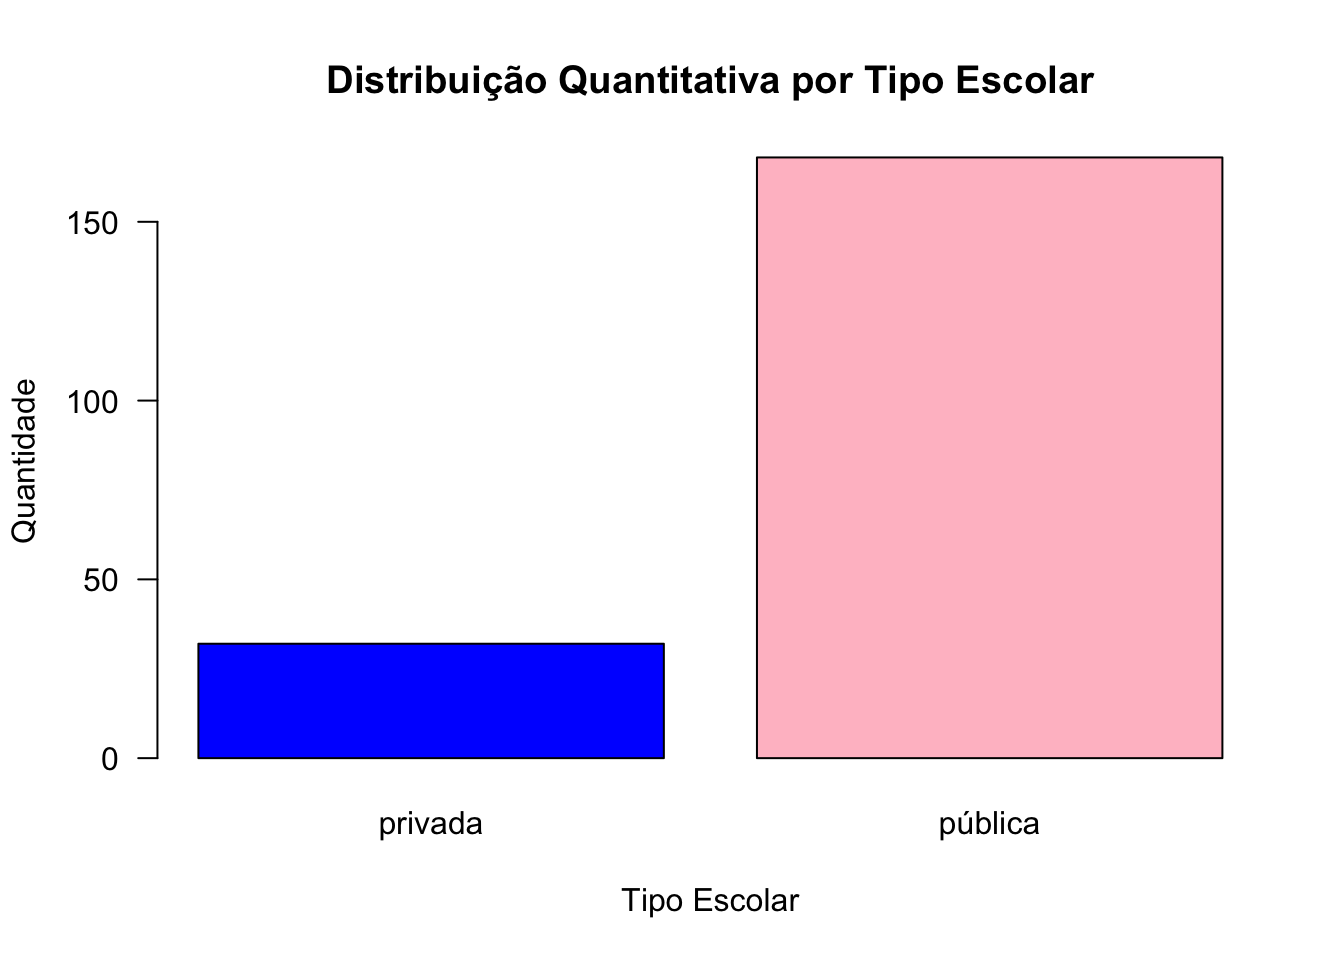 Distribuição Quantitativa por Tipo Escolar
150
100
50
0
Quantidade
privada
pública
Tipo Escolar